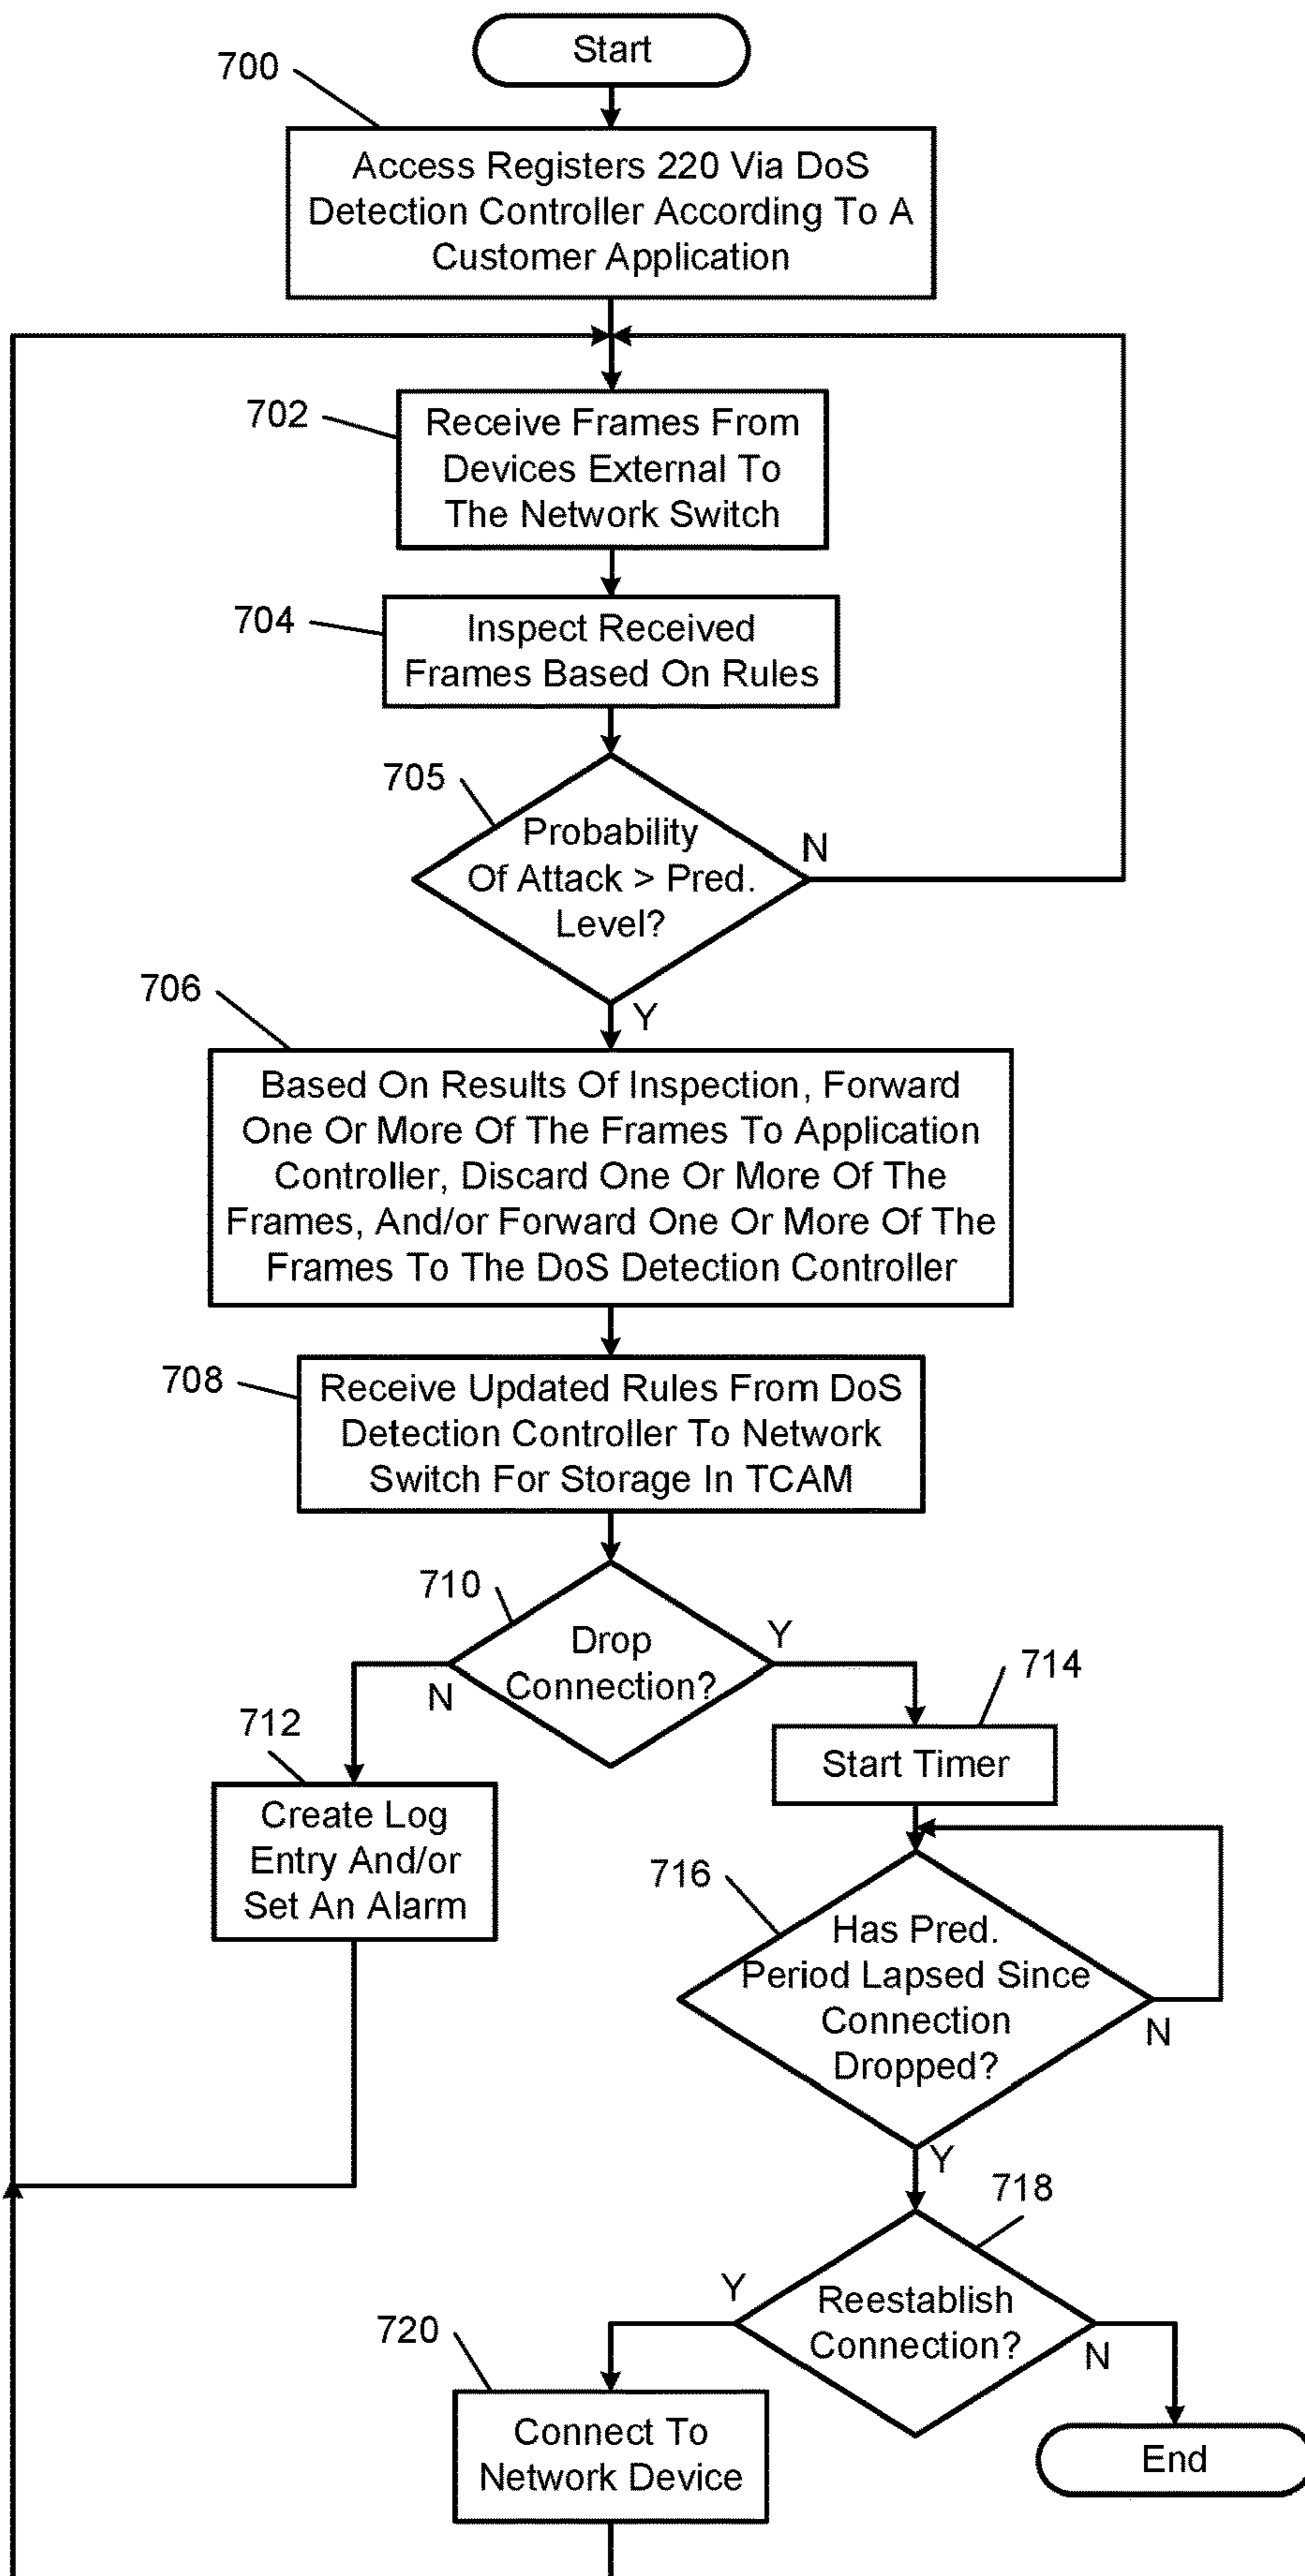 Start
700
Access Registers 220 Via DoS
Detection Controller According To A
Customer Application
702
Receive Frames From
Devices External To
The Network Switch
704
Inspect Received
Frames Based On Rules
705
Probability
Of Attack > Pred.
Level?
N
Y
706
Based On Results Of Inspection, Forward
One Or More Of The Frames To Application
Controller, Discard One Or More Of The
Frames, And/or Forward One Or More Of The
Frames To The DoS Detection Controller
708
Receive Updated Rules From DoS
Detection Controller To Network
Switch For Storage In TCAM
710
Drop
Connection?
Y
N
712
Create Log
Entry And/or
Set An Alarm
714
Start Timer
716
Has Pred.
Period Lapsed Since
Connection
Dropped?
N
Y
718
Reestablish
Connection?
Y
N
720
Connect To
Network Device
End